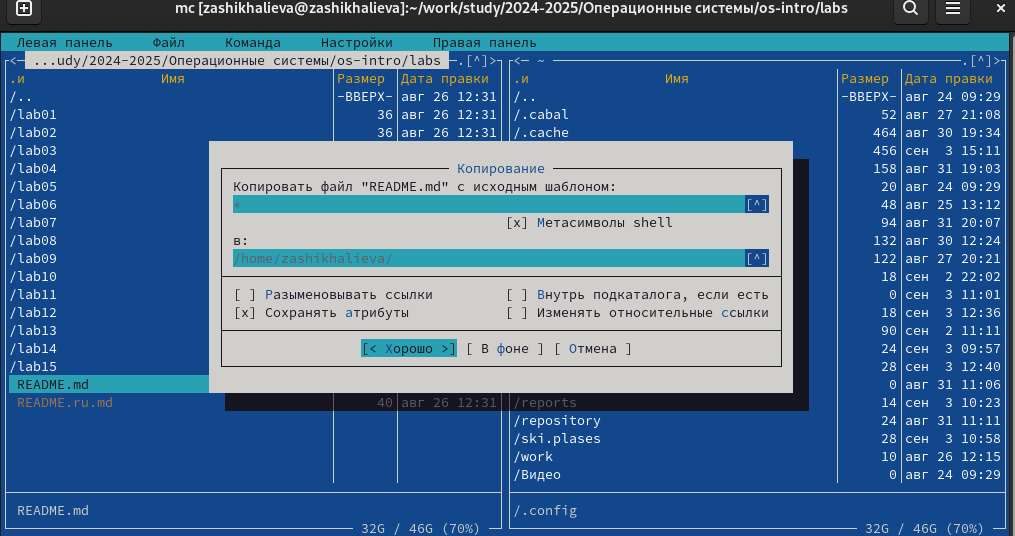 mc [zashikhalieva@zashikhalieva]:~/work/study/2024-2025/Операционные системы/os-intro/labs
Левая панель Файл Команда Настройки Правая панель
<— ...udy/2024-2025/Операционные системы/os-intro/labs —.[^]> <— ~ —.[^]>
.и Имя Размер Дата правки .и Имя Размер Дата правки
/.. -ВВЕРХ- авг 26 12:31 /.. -ВВЕРХ- авг 24 09:29
/lab01 36 авг 26 12:31 /.cabal 52 авг 27 21:08
/lab02 36 авг 26 12:31 /.cache 464 авг 30 19:34
/lab03 456 сен 3 15:11
/lab04 Копирование 158 авг 31 19:03
/lab05 Копировать файл "README.md" с исходным шаблоном: 20 авг 24 09:29
/lab06 * [^] 48 авг 25 13:12
/lab07 [x] Метасимволы shell 94 авг 31 20:07
/lab08 в: 132 авг 30 12:24
/lab09 /home/zashikhalieva/ [^] 122 авг 27 20:21
/lab10 18 сен 2 22:02
/lab11 [ ] Разыменовывать ссылки [ ] Внутрь подкаталога, если есть 0 сен 3 11:01
/lab12 [x] Сохранять атрибуты [ ] Изменять относительные ссылки 18 сен 3 12:36
/lab13 90 сен 2 11:11
/lab14 [< Хорошо >] [ В фоне ] [ Отмена ] 24 сен 3 09:57
/lab15 28 сен 3 12:40
README.md 0 авг 31 11:06
README.ru.md 40 авг 26 12:31 /reports 14 сен 3 10:23
/repository 24 авг 31 11:11
/ski.plases 28 сен 3 10:58
/work 10 авг 26 12:15
/Видео 0 авг 24 09:29
README.md /.config
32G / 46G (70%) 32G / 46G (70%)